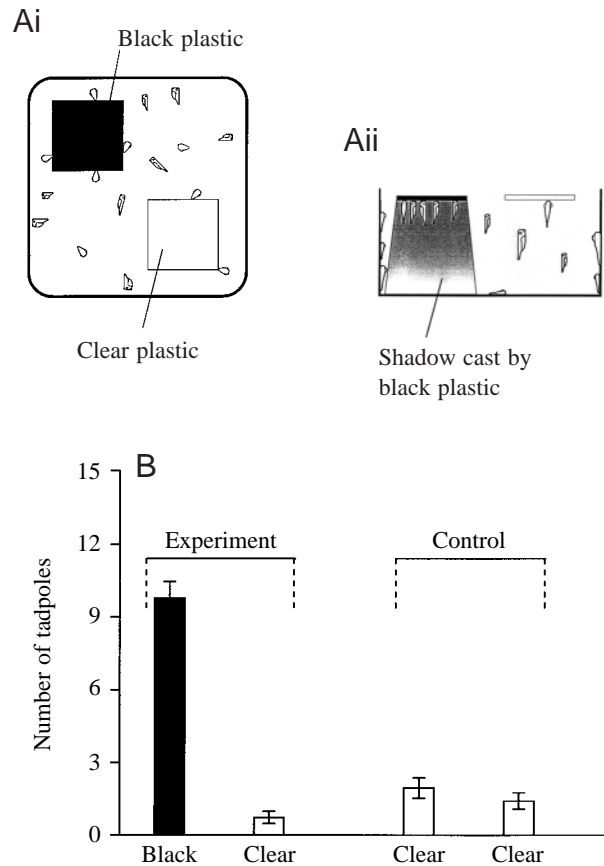 Ai
Black plastic
Aii
Clear plastic
Shadow cast by
black plastic
B
15
12
9
6
3
0
Number of tadpoles
Experiment
Control
Black
Clear
Clear
Clear